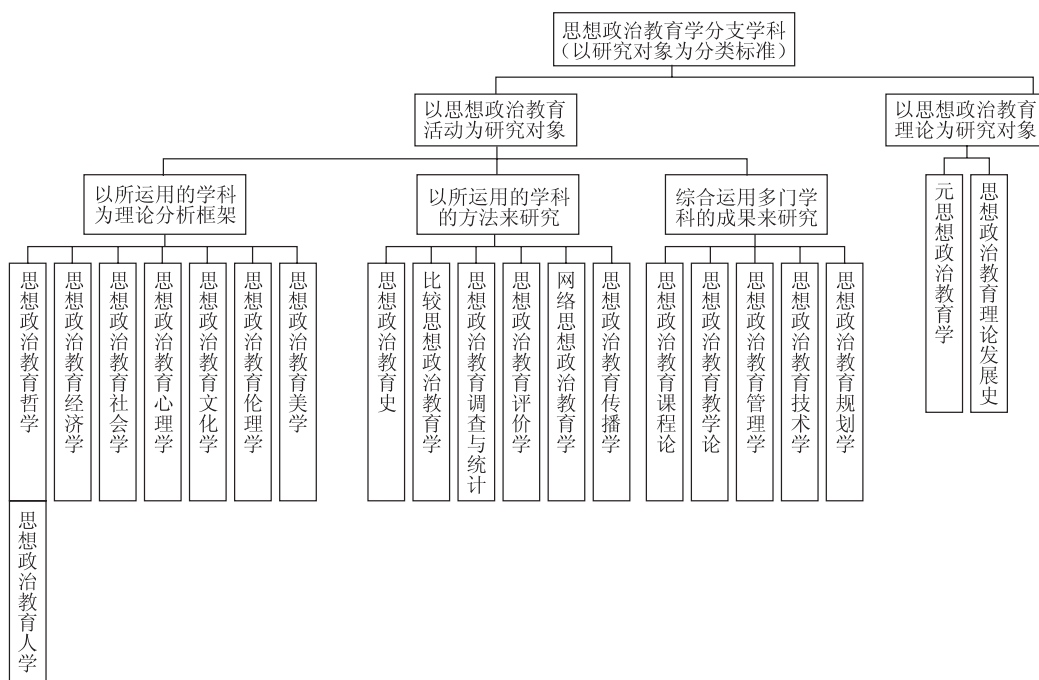 思想政治教育学分支学科
（以研究对象为分类标准）
以思想政治教育
活动为研究对象
以思想政治教育
理论为研究对象
以所运用的学科
为理论分析框架
以所运用的学科
的方法来研究
综合运用多门学
科的成果来研究
元思想政治教育学
思想政治教育理论发展史
思想政治教育哲学
思想政治教育经济学
思想政治教育社会学
思想政治教育心理学
思想政治教育文化学
思想政治教育伦理学
思想政治教育美学
思想政治教育史
比较思想政治教育学
思想政治教育调查与统计
思想政治教育评价学
网络思想政治教育学
思想政治教育传播学
思想政治教育课程论
思想政治教育教学论
思想政治教育管理学
思想政治教育技术学
思想政治教育规划学
思想政治教育人学